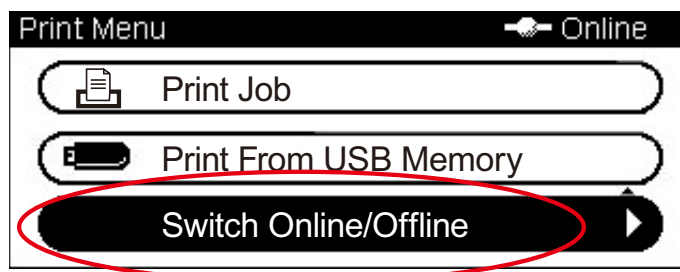 Print Menu Online
Print Job
Print From USB Memory
Switch Online/Offline